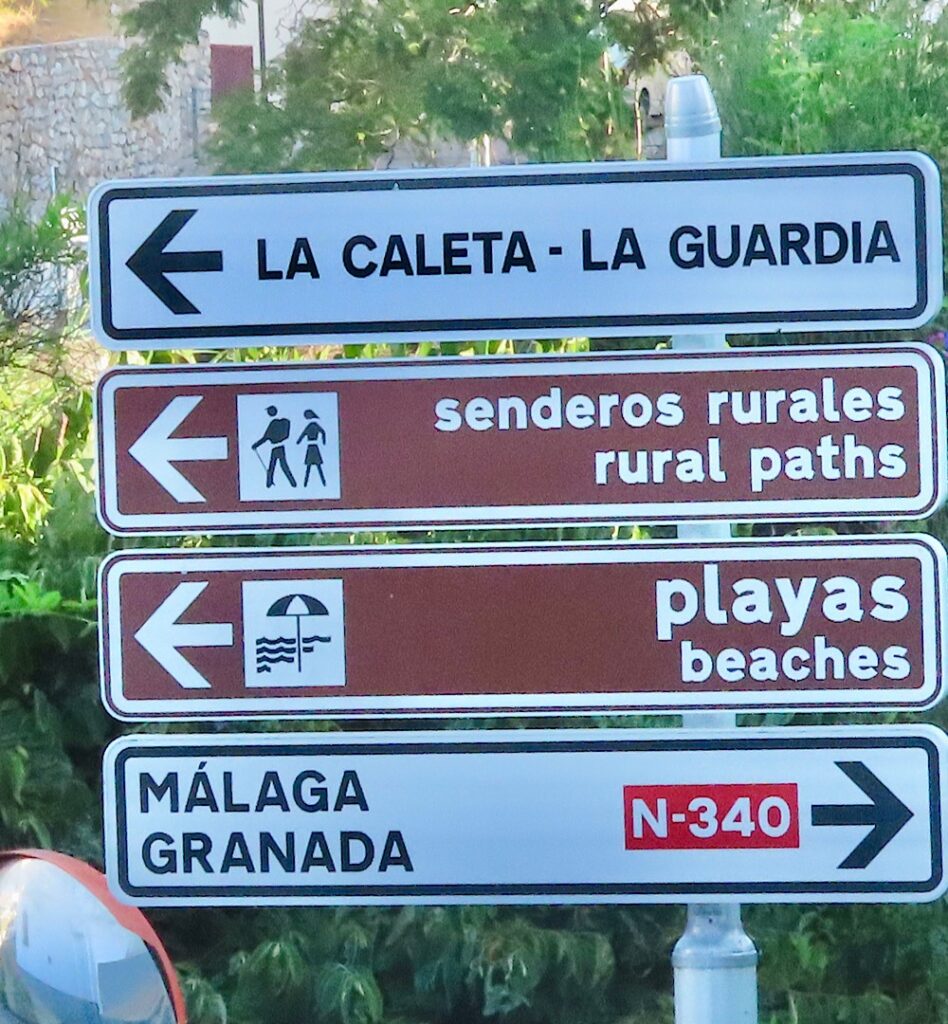 LA CALETA - LA GUARDIA
senderos rurales
rural paths
playas
beaches
MÁLAGA
GRANADA
N-340